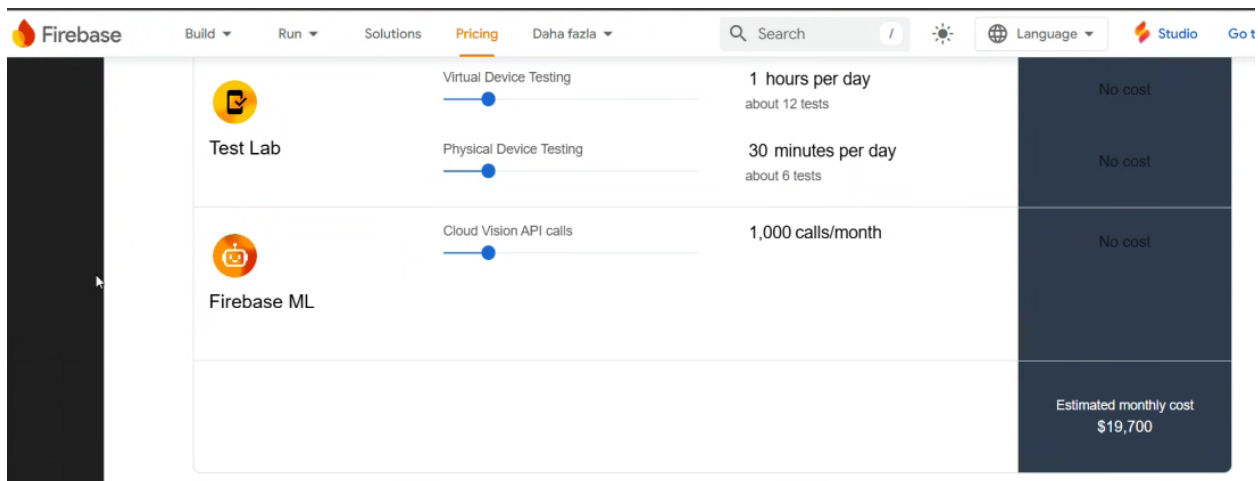 Firebase Build Run Solutions Pricing Daha fazla Search / Language Studio Go t
Virtual Device Testing 1 hours per day No cost
about 12 tests
Test Lab
Physical Device Testing 30 minutes per day No cost
about 6 tests
Cloud Vision API calls 1,000 calls/month No cost
Firebase ML
Estimated monthly cost
$19,700